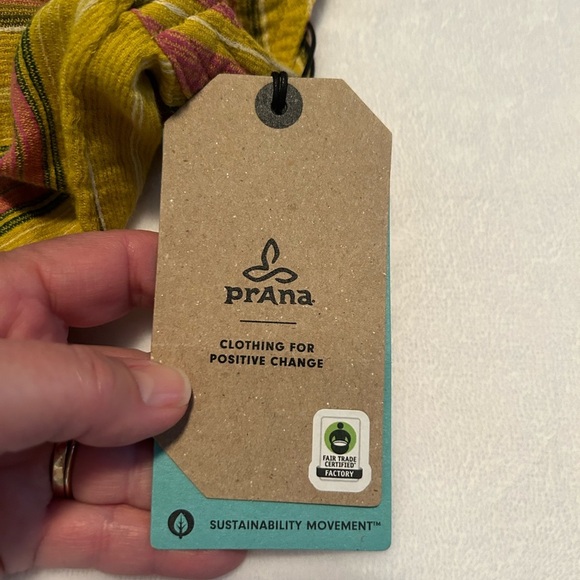 prAna
CLOTHING FOR
POSITIVE CHANGE
FAIR TRADE
CERTIFIED
FACTORY
SUSTAINABILITY MOVEMENT™